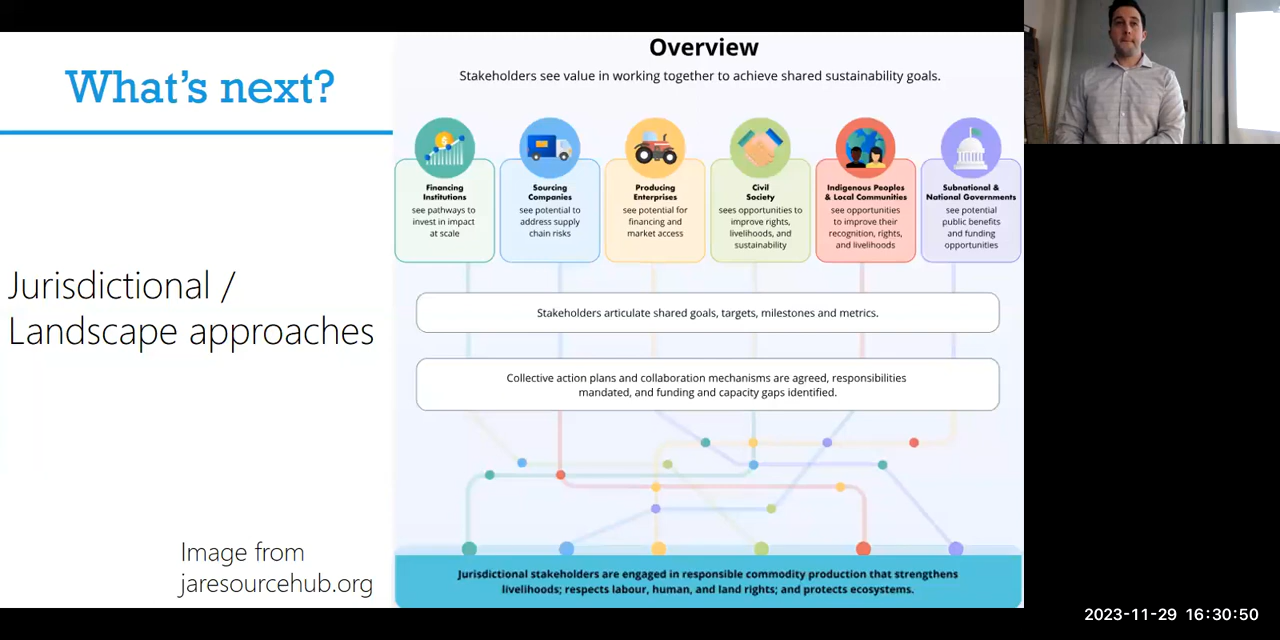 What's next?
Jurisdictional /
Landscape approaches
Image from
jaresourcehub.org
Overview
Stakeholders see value in working together to achieve shared sustainability goals.
Financing
Institutions
see pathways to
invest in impact
at scale
Sourcing
Companies
see potential to
address supply
chain risks
Producing
Enterprises
see potential for
financing and
market access
Civil
Society
sees opportunities to
improve rights,
livelihoods, and
sustainability
Indigenous Peoples
& Local Communities
see opportunities
to improve their
recognition, rights,
and livelihoods
Subnational &
National Governments
see potential
public benefits
and funding
opportunities
Stakeholders articulate shared goals, targets, milestones and metrics.
Collective action plans and collaboration mechanisms are agreed, responsibilities
mandated, and funding and capacity gaps identified.
Jurisdictional stakeholders are engaged in responsible commodity production that strengthens
livelihoods; respects labour, human, and land rights; and protects ecosystems.
2023-11-29 16:30:50